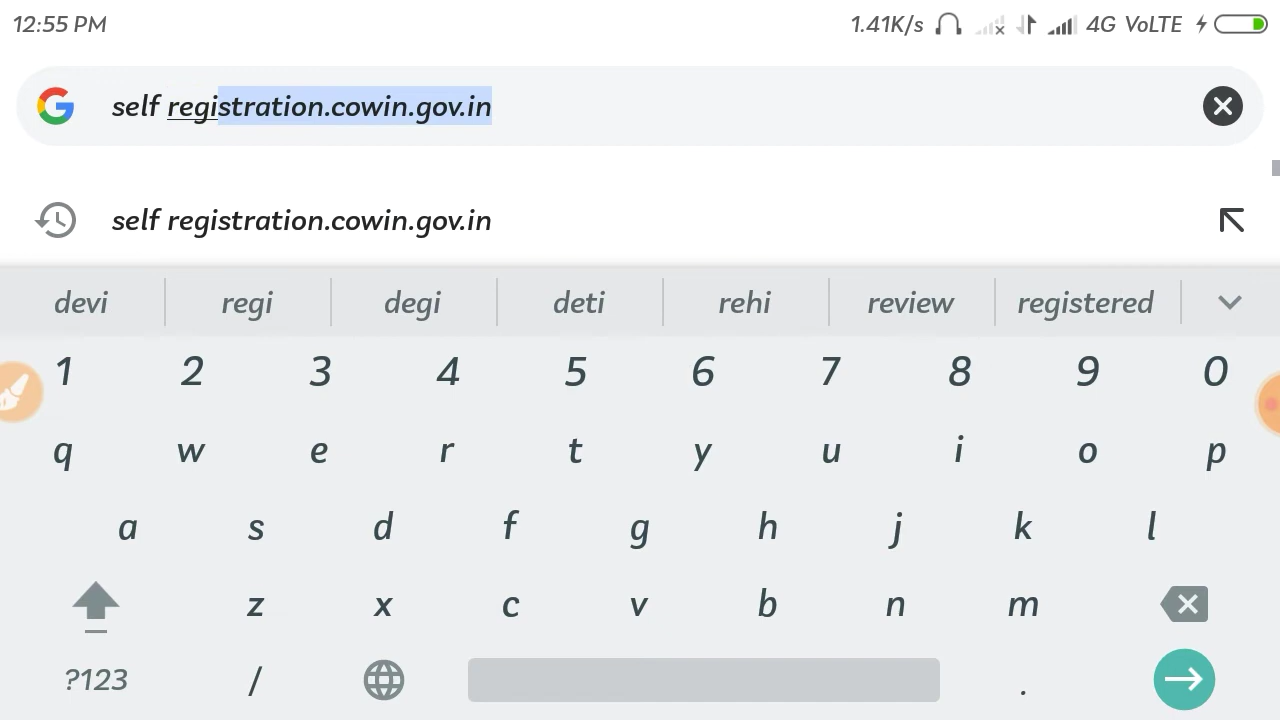 12:55 PM 1.41K/s 4G VoLTE
self registration.cowin.gov.in
self registration.cowin.gov.in
devi regi degi deti rehi review registered
1 2 3 4 5 6 7 8 9 0
q w e r t y u i o p
a s d f g h j k l
z x c v b n m
?123 / .